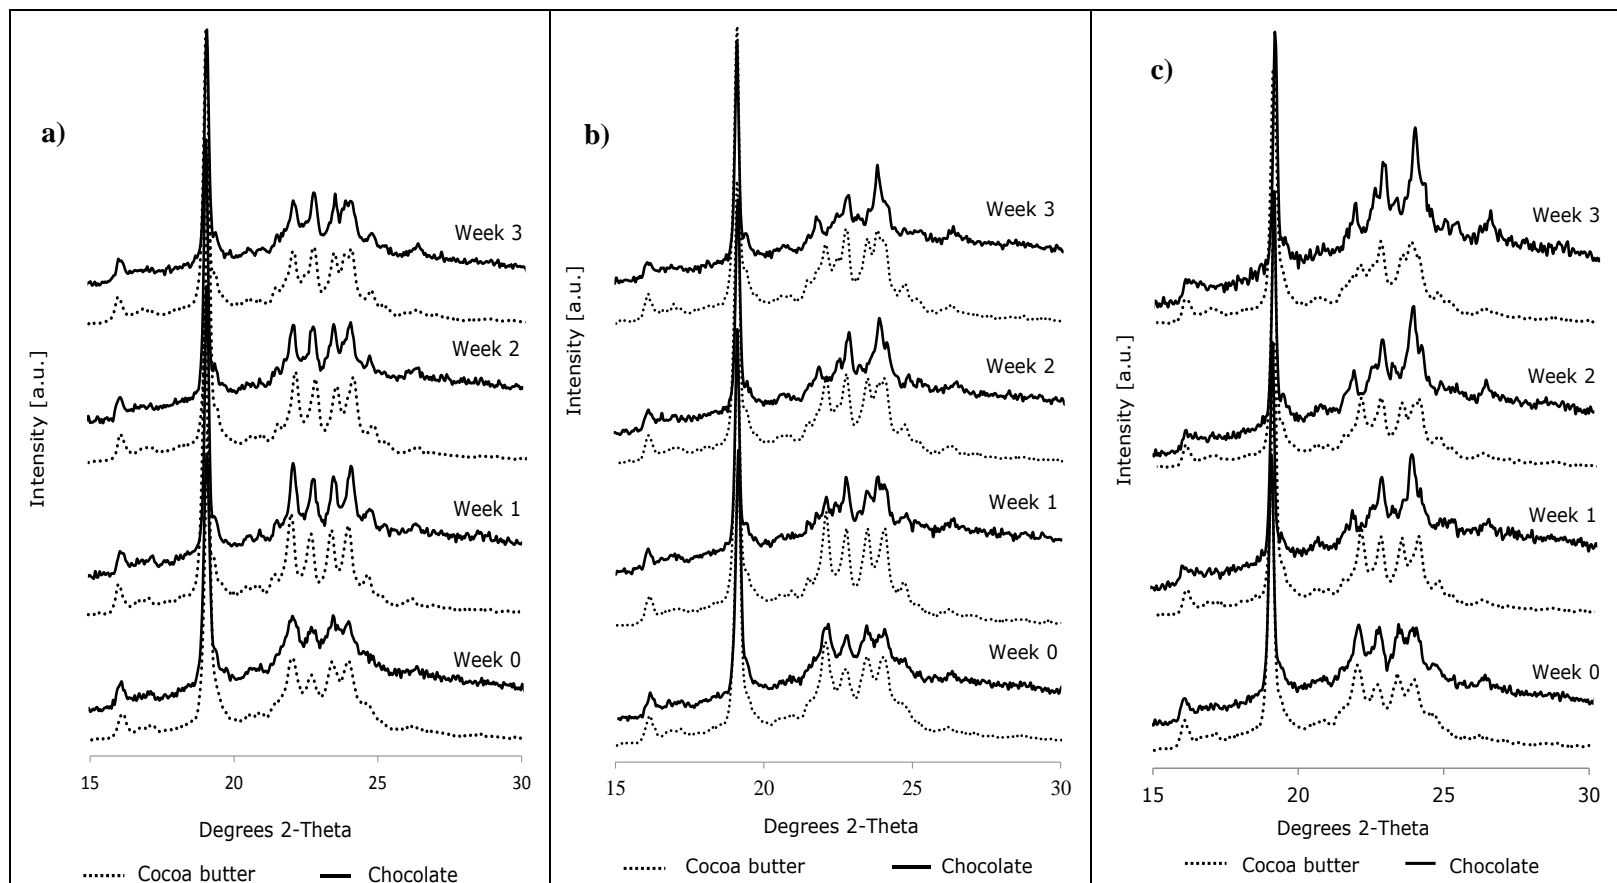 a)
Week 3
Week 2
Week 1
Week 0
Intensity [a.u.]
15 20 25 30
Degrees 2-Theta
Cocoa butter Chocolate
b)
Week 3
Week 2
Week 1
Week 0
Intensity [a.u.]
15 20 25 30
Degrees 2-Theta
Cocoa butter Chocolate
c)
Week 3
Week 2
Week 1
Week 0
Intensity [a.u.]
15 20 25 30
Degrees 2-Theta
Cocoa butter Chocolate